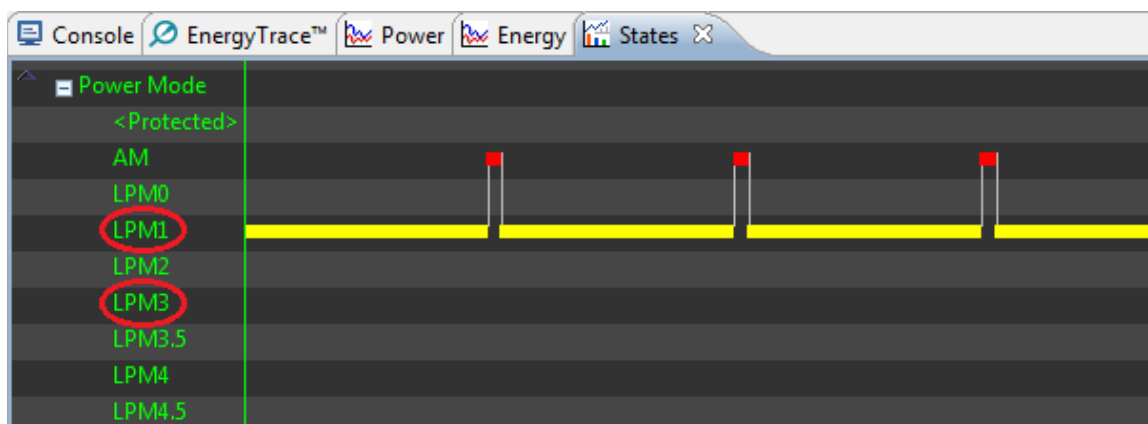 Console EnergyTrace™ Power Energy States
Power Mode
<Protected>
AM
LPM0
LPM1
LPM2
LPM3
LPM3.5
LPM4
LPM4.5